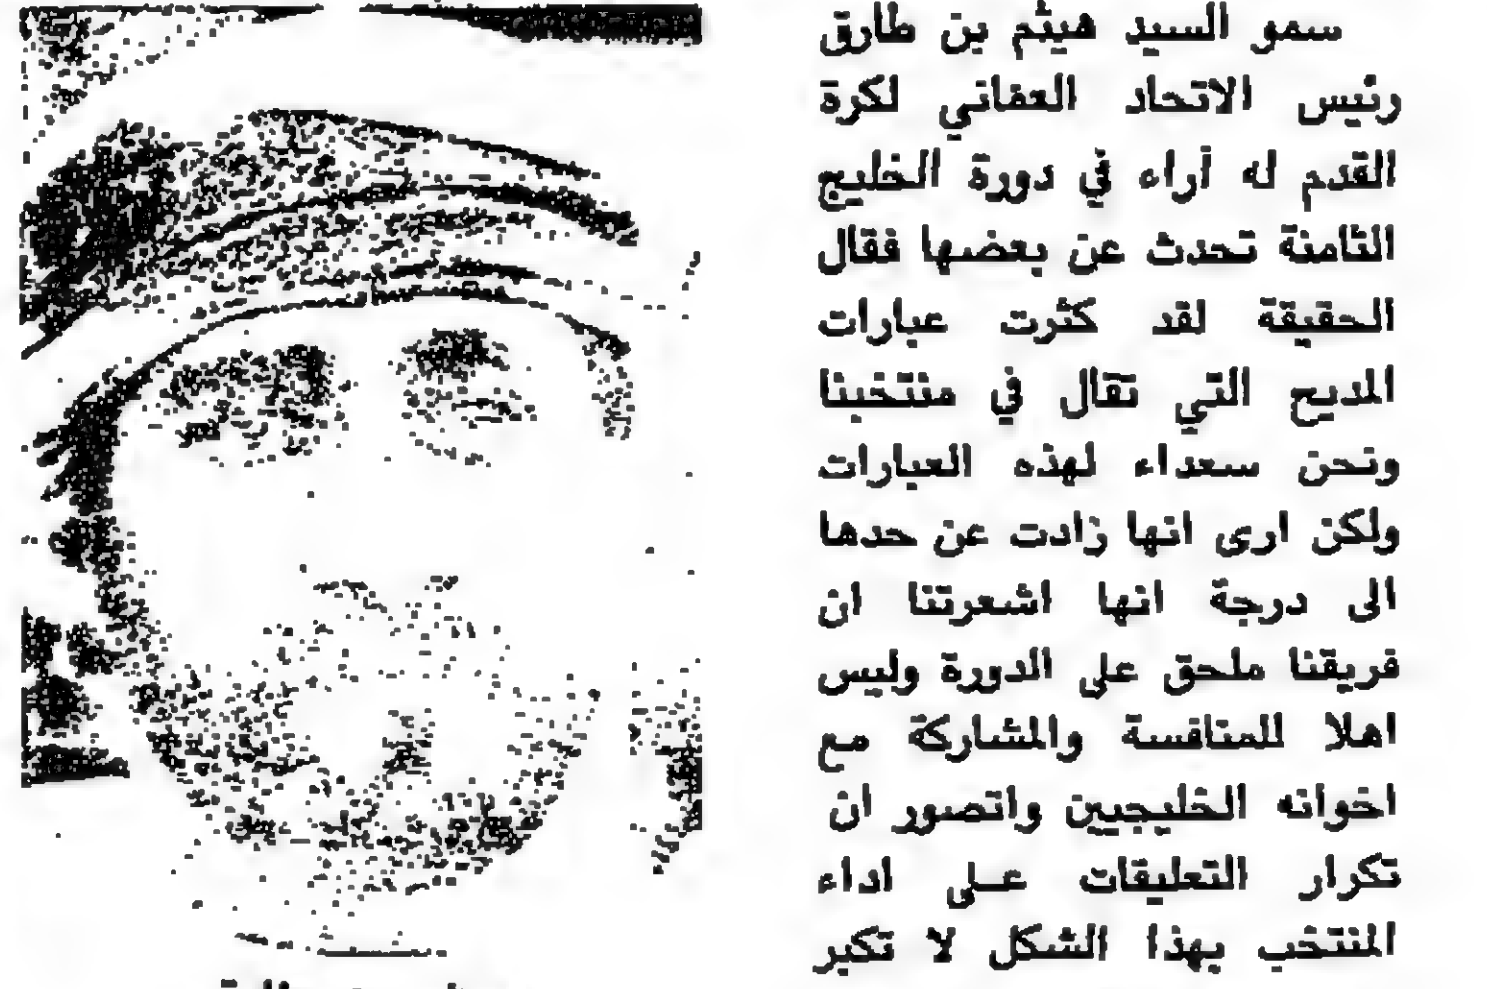 سمو السيد هيثم بن طارق
رئيس الاتحاد العماني لكرة
القدم له آراء في دورة الخليج
الثامنة تحدث عن بعضها فقال
الحقيقة لقد كثرت عبارات
المديح التي تقال في منتخبنا
ونحن سعداء لهذه العبارات
ولكن ارى انها زادت عن حدها
الى درجة انها اشعرتنا ان
فريقنا ملحق على الدورة وليس
اهلا للمنافسة والمشاركة مع
اخوانه الخليجيين واتصور ان
تكرار التعليقات على اداء
المنتخب بهذا الشكل لا تكبر